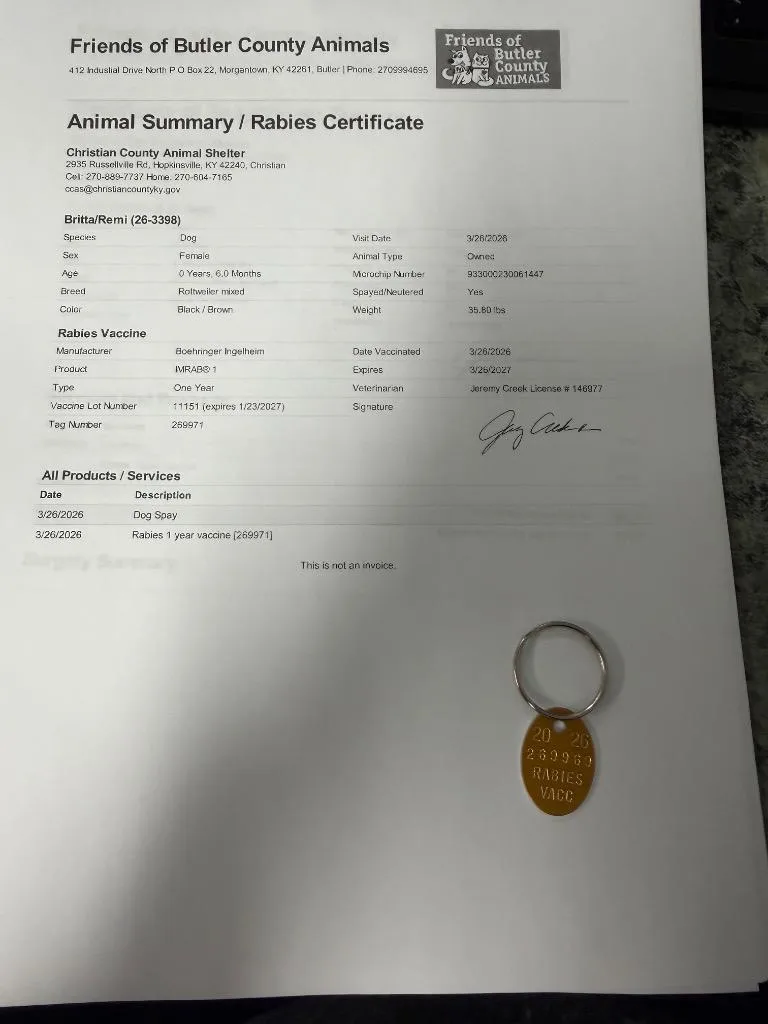 Friends of Butler County Animals
412 Industial Drive North P O Box 22, Morgantown, KY 42261, Butler | Phone: 2709994695
Friends of
Butler
County
ANIMALS
Animal Summary / Rabies Certificate
Christian County Animal Shelter
2935 Russellville Rd, Hopkinsville, KY 42240, Christian
Cell: 270-889-7737 Home: 270-604-7165
ccas@christiancountyky.gov
Britta/Remi (26-3398)
Species Dog Visit Date 3/26/2026
Sex Female Animal Type Owned
Age 0 Years, 6.0 Months Microchip Number 933000230061447
Breed Rottweiler mixed Spayed/Neutered Yes
Color Black / Brown Weight 35.80 lbs
Rabies Vaccine
Manufacturer Boehringer Ingelheim Date Vaccinated 3/26/2026
Product IMRAB® 1 Expires 3/26/2027
Type One Year Veterinarian Jeremy Creek License # 146977
Vaccine Lot Number 11151 (expires 1/23/2027) Signature
Tag Number 269971
All Products / Services
Date Description
3/26/2026 Dog Spay
3/26/2026 Rabies 1 year vaccine [269971]
This is not an invoice.
20 26
269969
RABIES
VACC